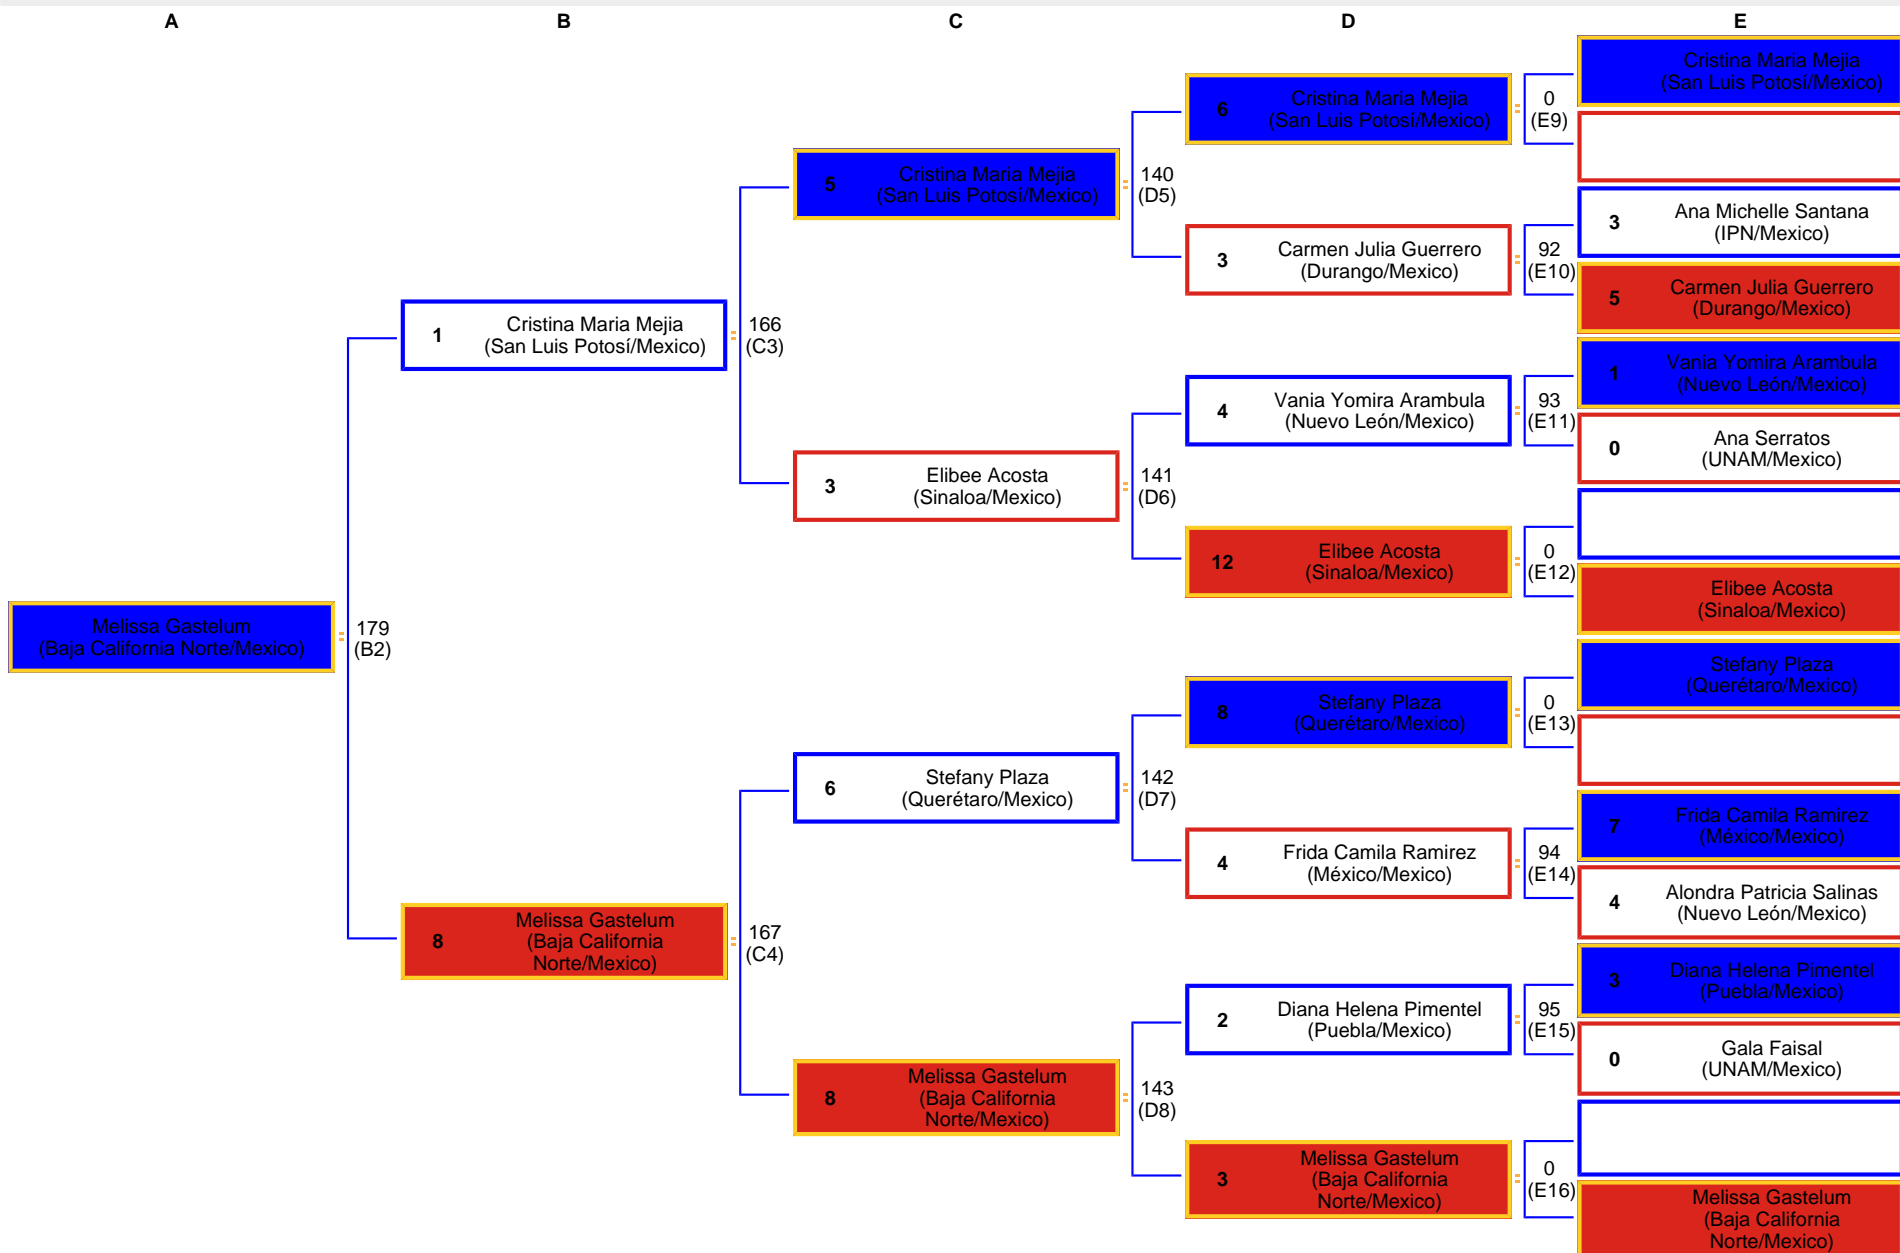 A
B
C
D
E
Melissa Gastelum
(Baja California Norte/Mexico)
179
(B2)
1
Cristina Maria Mejia
(San Luis Potosí/Mexico)
166
(C3)
8
Melissa Gastelum
(Baja California
Norte/Mexico)
167
(C4)
5
Cristina Maria Mejia
(San Luis Potosí/Mexico)
140
(D5)
3
Elibee Acosta
(Sinaloa/Mexico)
141
(D6)
6
Stefany Plaza
(Querétaro/Mexico)
142
(D7)
8
Melissa Gastelum
(Baja California
Norte/Mexico)
143
(D8)
6
Cristina Maria Mejia
(San Luis Potosí/Mexico)
0
(E9)
3
Carmen Julia Guerrero
(Durango/Mexico)
92
(E10)
4
Vania Yomira Arambula
(Nuevo León/Mexico)
93
(E11)
12
Elibee Acosta
(Sinaloa/Mexico)
0
(E12)
8
Stefany Plaza
(Querétaro/Mexico)
0
(E13)
4
Frida Camila Ramirez
(México/Mexico)
94
(E14)
2
Diana Helena Pimentel
(Puebla/Mexico)
95
(E15)
3
Melissa Gastelum
(Baja California
Norte/Mexico)
0
(E16)
Cristina Maria Mejia
(San Luis Potosí/Mexico)
3
Ana Michelle Santana
(IPN/Mexico)
5
Carmen Julia Guerrero
(Durango/Mexico)
1
Vania Yomira Arambula
(Nuevo León/Mexico)
0
Ana Serratos
(UNAM/Mexico)
Elibee Acosta
(Sinaloa/Mexico)
Stefany Plaza
(Querétaro/Mexico)
7
Frida Camila Ramirez
(México/Mexico)
4
Alondra Patricia Salinas
(Nuevo León/Mexico)
3
Diana Helena Pimentel
(Puebla/Mexico)
0
Gala Faisal
(UNAM/Mexico)
Melissa Gastelum
(Baja California
Norte/Mexico)